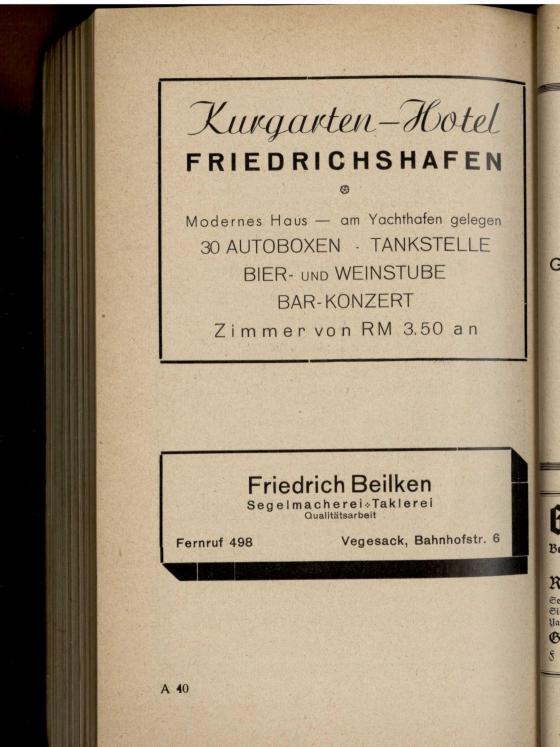 Kurgarten-Hotel
FRIEDRICHSHAFEN
Modernes Haus — am Yachthafen gelegen
30 AUTOBOXEN - TANKSTELLE
BIER- UND WEINSTUBE
BAR-KONZERT
Zimmer von RM 3.50 an
Friedrich Beilken
Segelmacherei÷Taklerei
Qualitätsarbeit
Fernruf 498 Vegesack, Bahnhofstr. 6
A 40